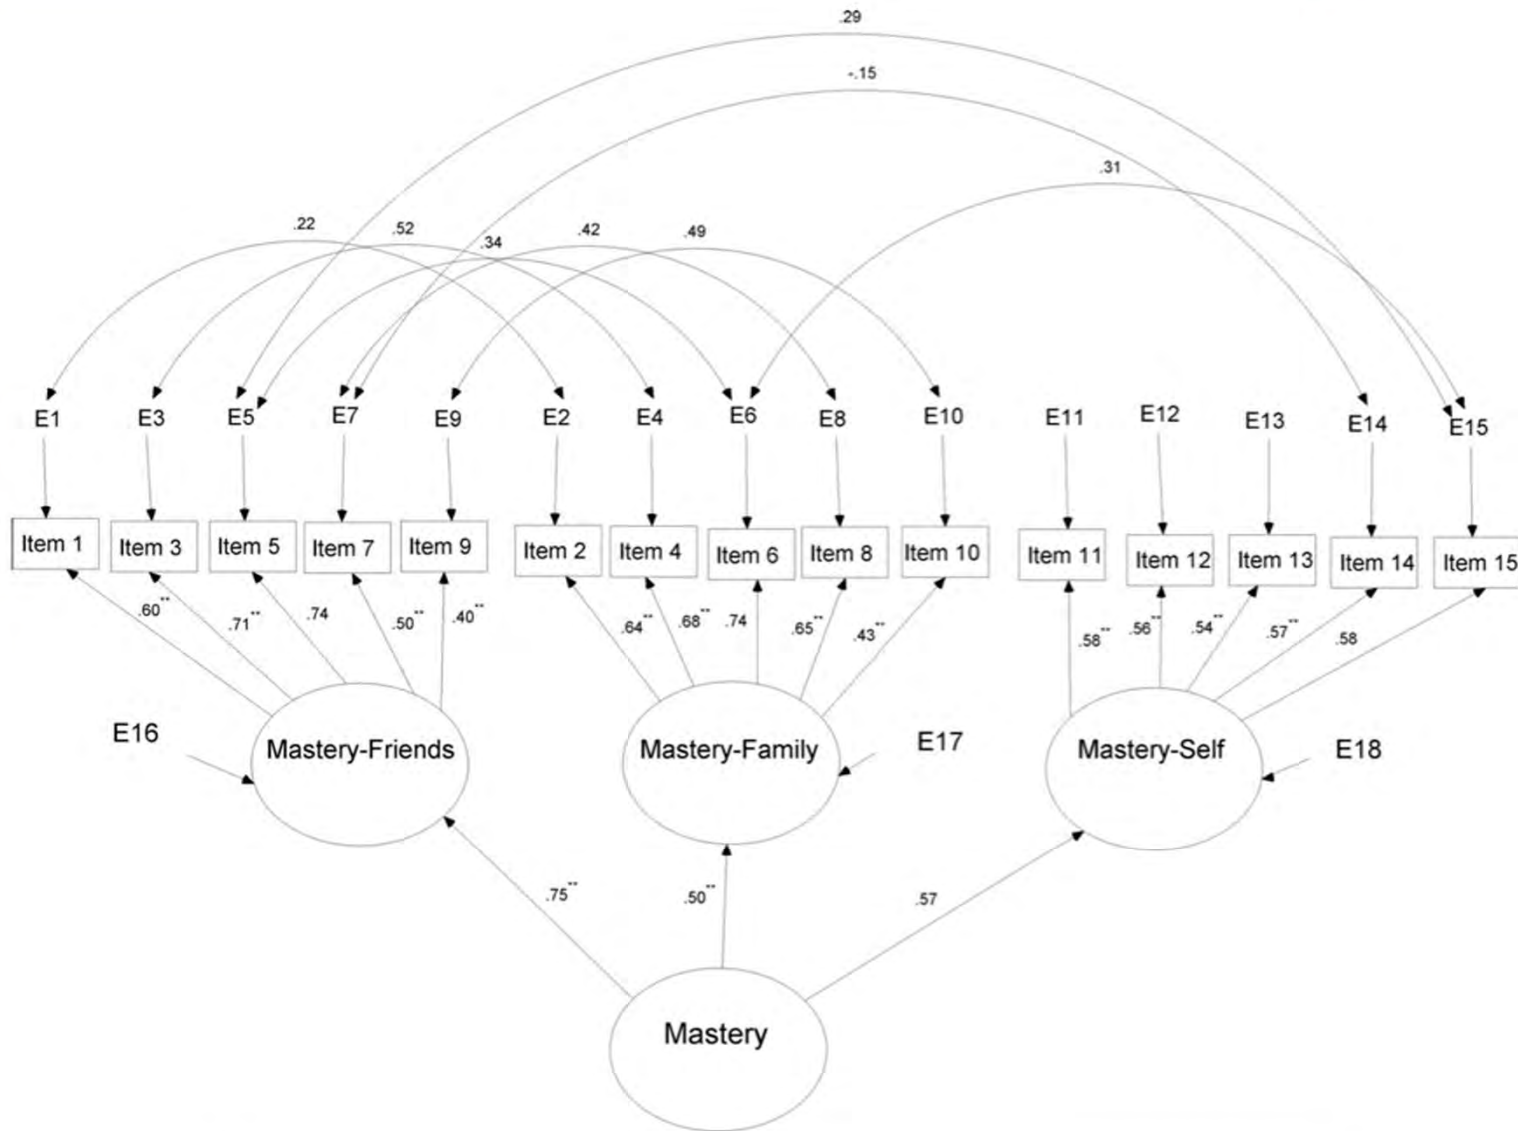 .29
-.15
.31
.22 .52 .34 .42 .49
E1 E3 E5 E7 E9 E2 E4 E6 E8 E10 E11 E12 E13 E14 E15
Item 1 Item 3 Item 5 Item 7 Item 9 Item 2 Item 4 Item 6 Item 8 Item 10 Item 11 Item 12 Item 13 Item 14 Item 15
.60** .71** .74 .50** .40** .64** .68** .74 .65** .43** .58** .56** .54** .57** .58
E16 Mastery-Friends Mastery-Family E17 Mastery-Self E18
.75** .50** .57
Mastery